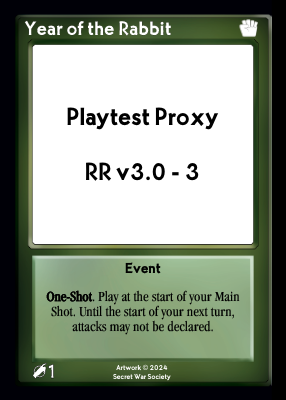 Year of the Rabbit
Playtest Proxy
RR v3.0 - 3
Event
One-Shot. Play at the start of your Main
Shot. Until the start of your next turn,
attacks may not be declared.
Artwork © 2024
Secret War Society
1